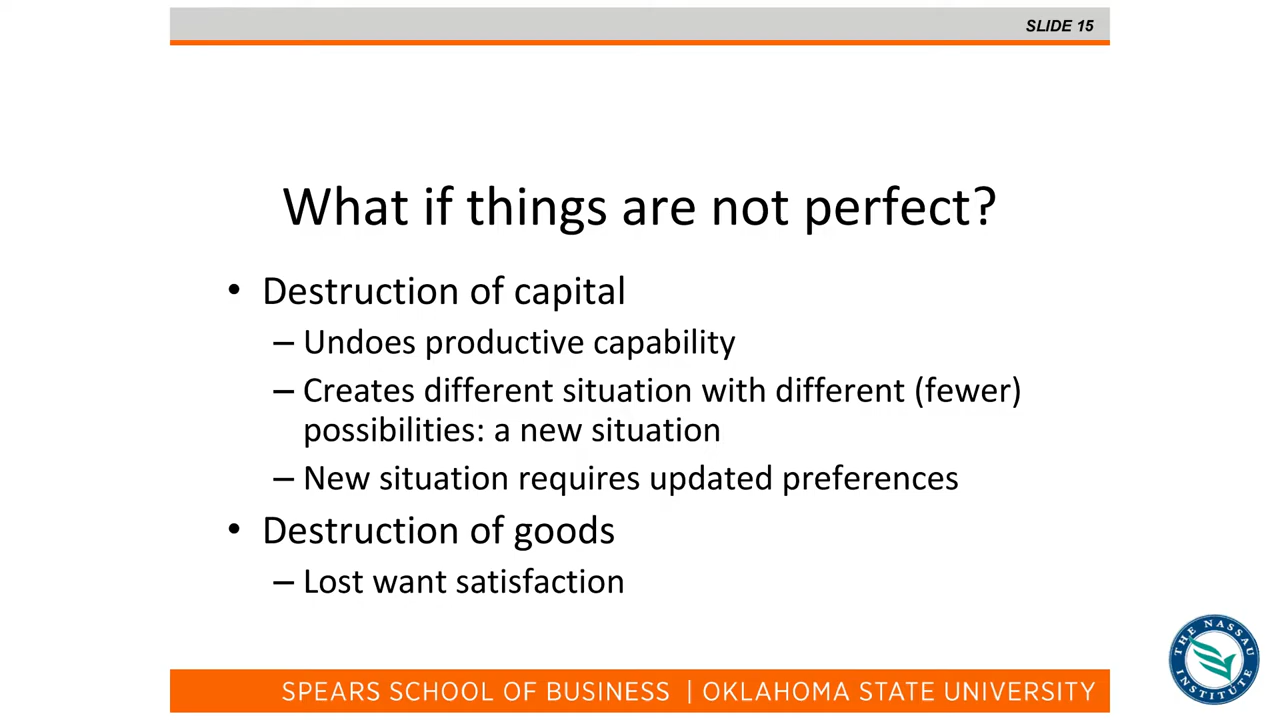 SLIDE 15
What if things are not perfect?
• Destruction of capital
– Undoes productive capability
– Creates different situation with different (fewer)
possibilities: a new situation
– New situation requires updated preferences
• Destruction of goods
– Lost want satisfaction
THE NASSAU
INSTITUTE
SPEARS SCHOOL OF BUSINESS | OKLAHOMA STATE UNIVERSITY